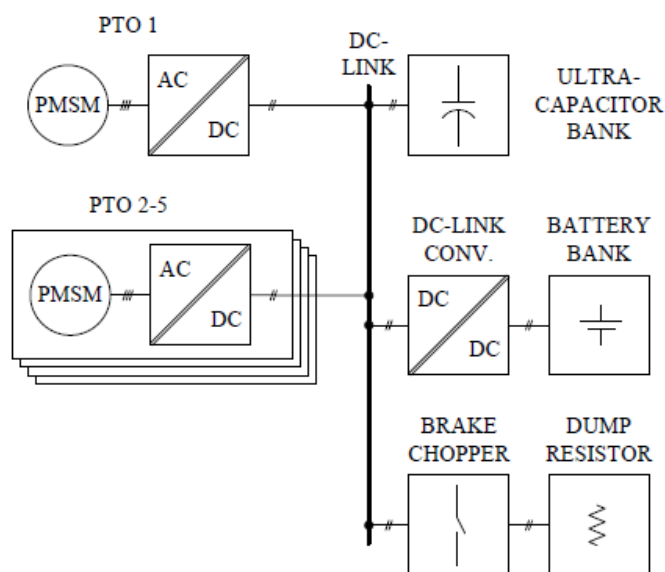 PTO 1
PMSM
AC
DC
DC-
LINK
ULTRA-
CAPACITOR
BANK
PTO 2-5
PMSM
AC
DC
DC-LINK
CONV.
DC
DC
BATTERY
BANK
BRAKE
CHOPPER
DUMP
RESISTOR